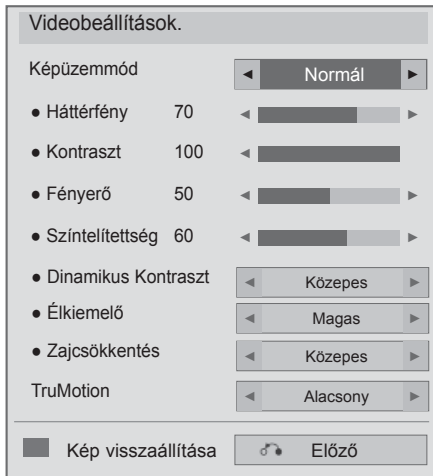 Videobeállítások.
Képüzemmód ◄ Normál ►
● Háttérfény 70 ◄ ►
● Kontraszt 100 ◄
● Fényerő 50 ◄ ►
● Színtelítettség 60 ◄ ►
● Dinamikus Kontraszt ◄ Közepes ►
● Élkiemelő ◄ Magas ►
● Zajcsökkentés ◄ Közepes ►
TruMotion ◄ Alacsony ►
Kép visszaállítása Előző